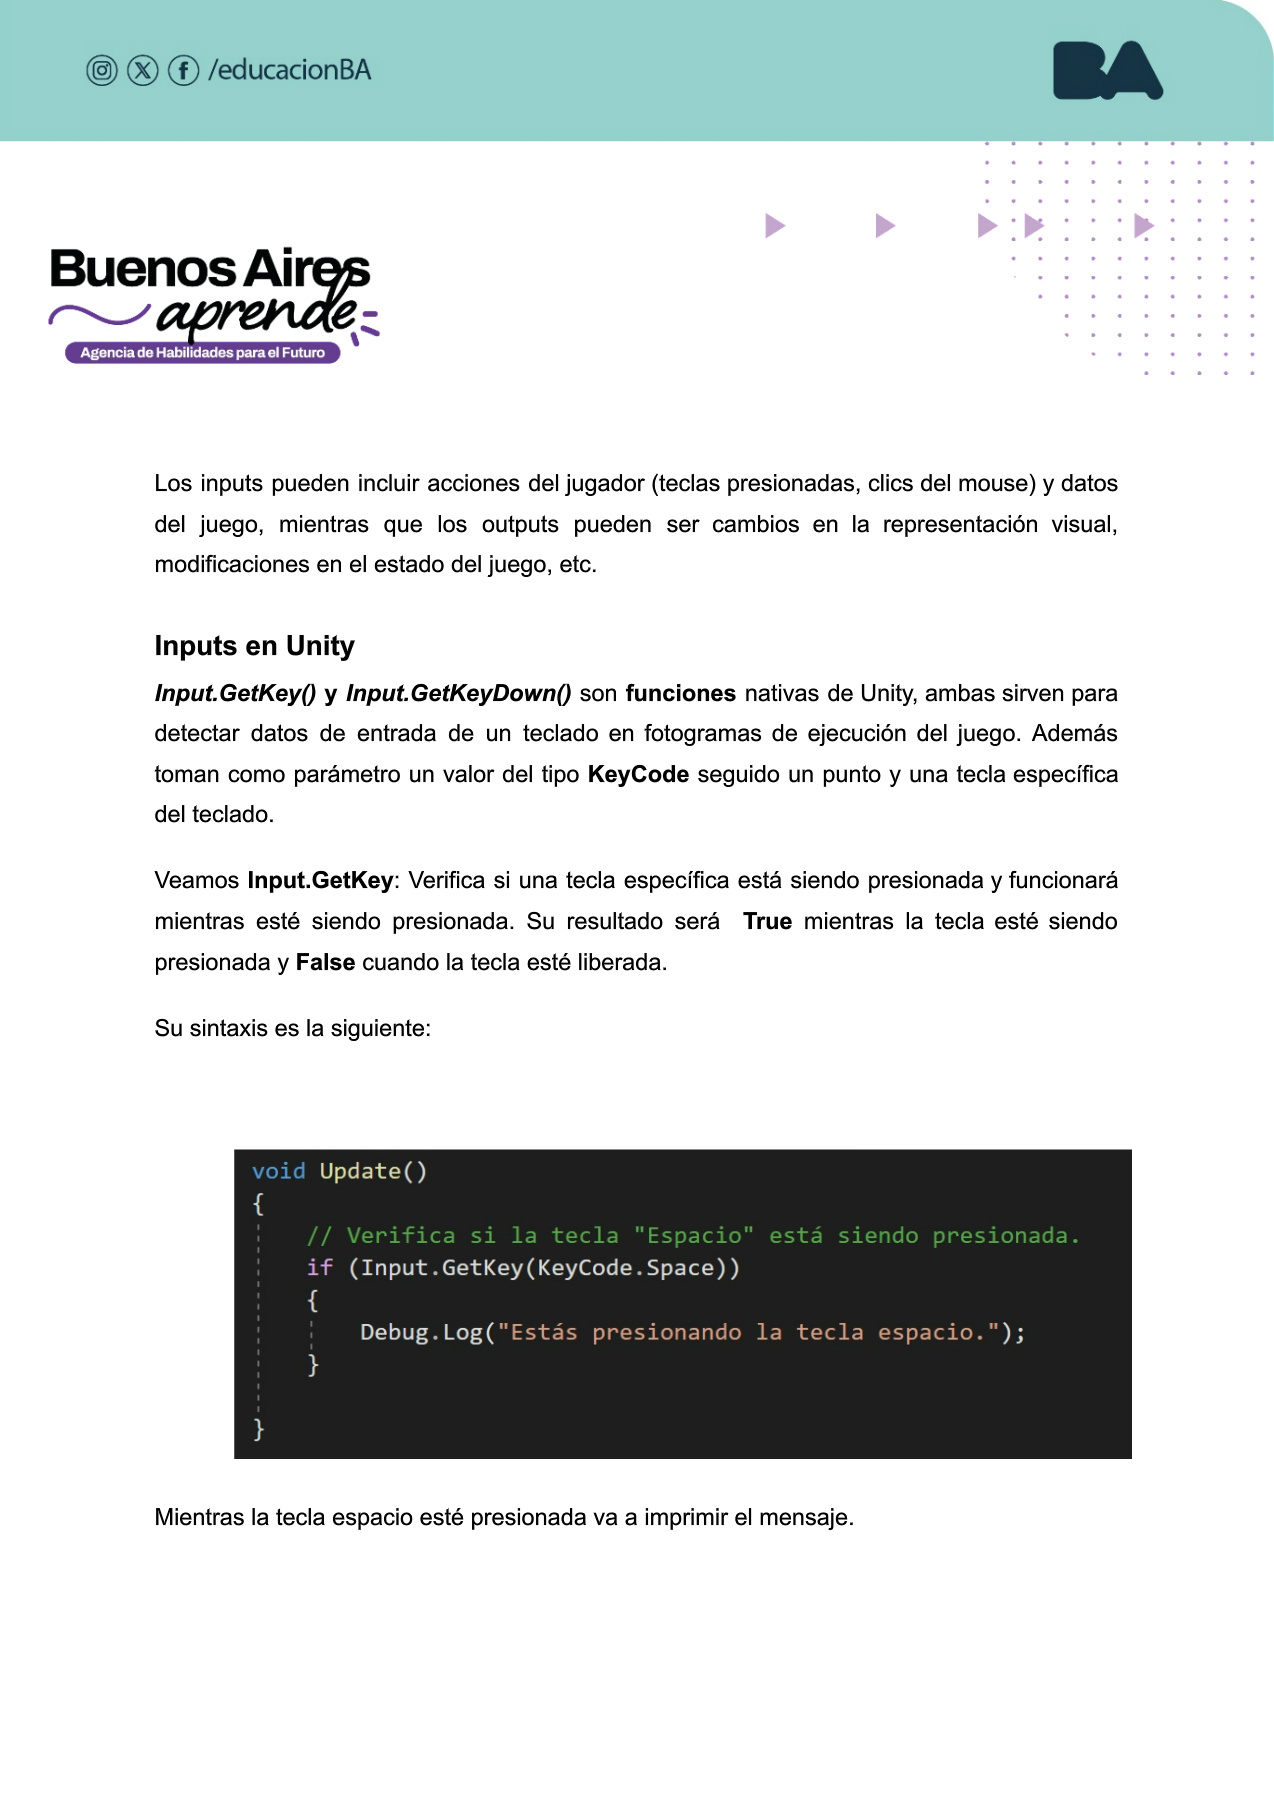 /educacionBA
BA
Buenos Aires
aprende
Agencia de Habilidades para el Futuro
Los inputs pueden incluir acciones del jugador (teclas presionadas, clics del mouse) y datos
del juego, mientras que los outputs pueden ser cambios en la representación visual,
modificaciones en el estado del juego, etc.
Inputs en Unity
Input.GetKey() y Input.GetKeyDown() son funciones nativas de Unity, ambas sirven para
detectar datos de entrada de un teclado en fotogramas de ejecución del juego. Además
toman como parámetro un valor del tipo KeyCode seguido un punto y una tecla específica
del teclado.
Veamos Input.GetKey: Verifica si una tecla específica está siendo presionada y funcionará
mientras esté siendo presionada. Su resultado será True mientras la tecla esté siendo
presionada y False cuando la tecla esté liberada.
Su sintaxis es la siguiente:
void Update()
{
// Verifica si la tecla "Espacio" está siendo presionada.
if (Input.GetKey(KeyCode.Space))
{
Debug.Log("Estás presionando la tecla espacio.");
}
}
Mientras la tecla espacio esté presionada va a imprimir el mensaje.